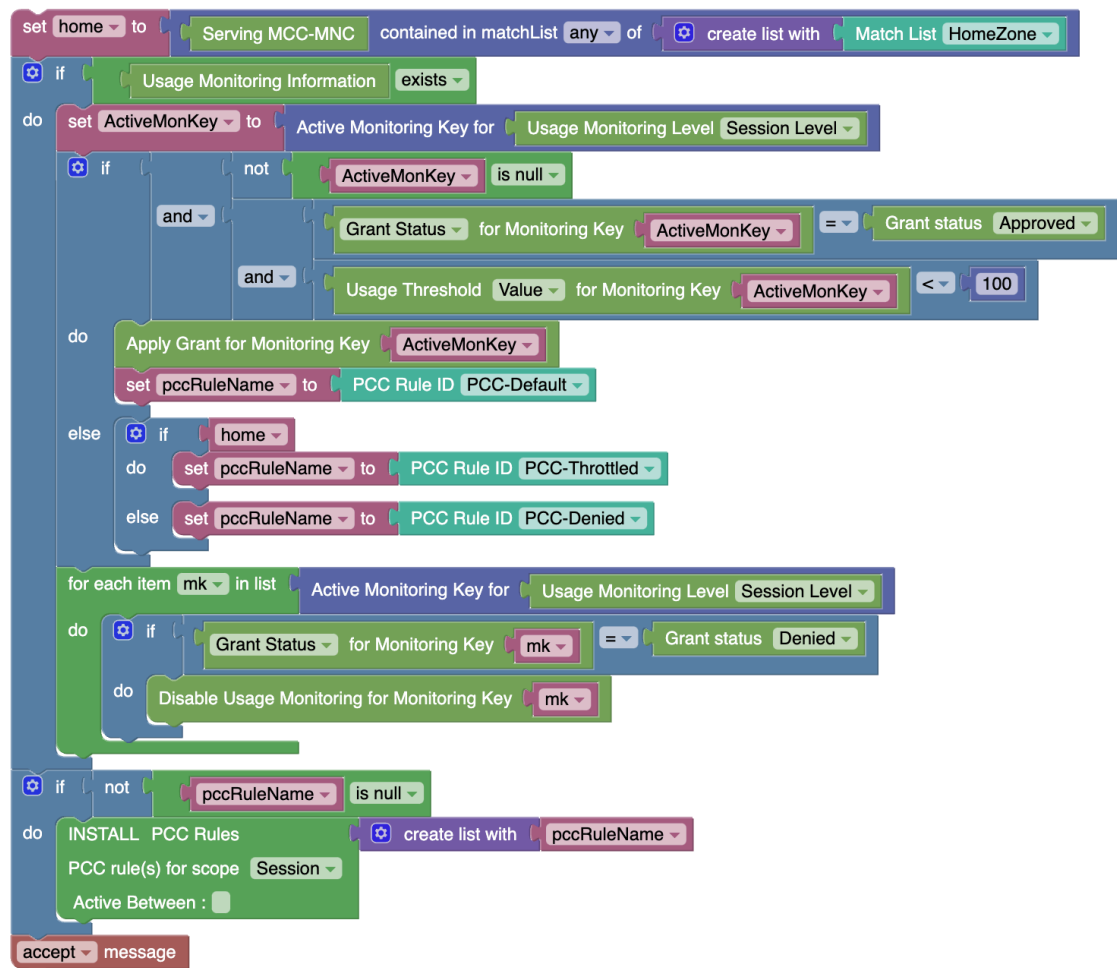 set home to Serving MCC-MNC contained in matchList any of create list with Match List HomeZone
if Usage Monitoring Information exists
do set ActiveMonKey to Active Monitoring Key for Usage Monitoring Level Session Level
if not ActiveMonKey is null
and Grant Status for Monitoring Key ActiveMonKey = Grant status Approved
and Usage Threshold Value for Monitoring Key ActiveMonKey < 100
do Apply Grant for Monitoring Key ActiveMonKey
set pccRuleName to PCC Rule ID PCC-Default
else if home
do set pccRuleName to PCC Rule ID PCC-Throttled
else set pccRuleName to PCC Rule ID PCC-Denied
for each item mk in list Active Monitoring Key for Usage Monitoring Level Session Level
do if Grant Status for Monitoring Key mk = Grant status Denied
do Disable Usage Monitoring for Monitoring Key mk
if not pccRuleName is null
do INSTALL PCC Rules create list with pccRuleName
PCC rule(s) for scope Session
Active Between :
accept message